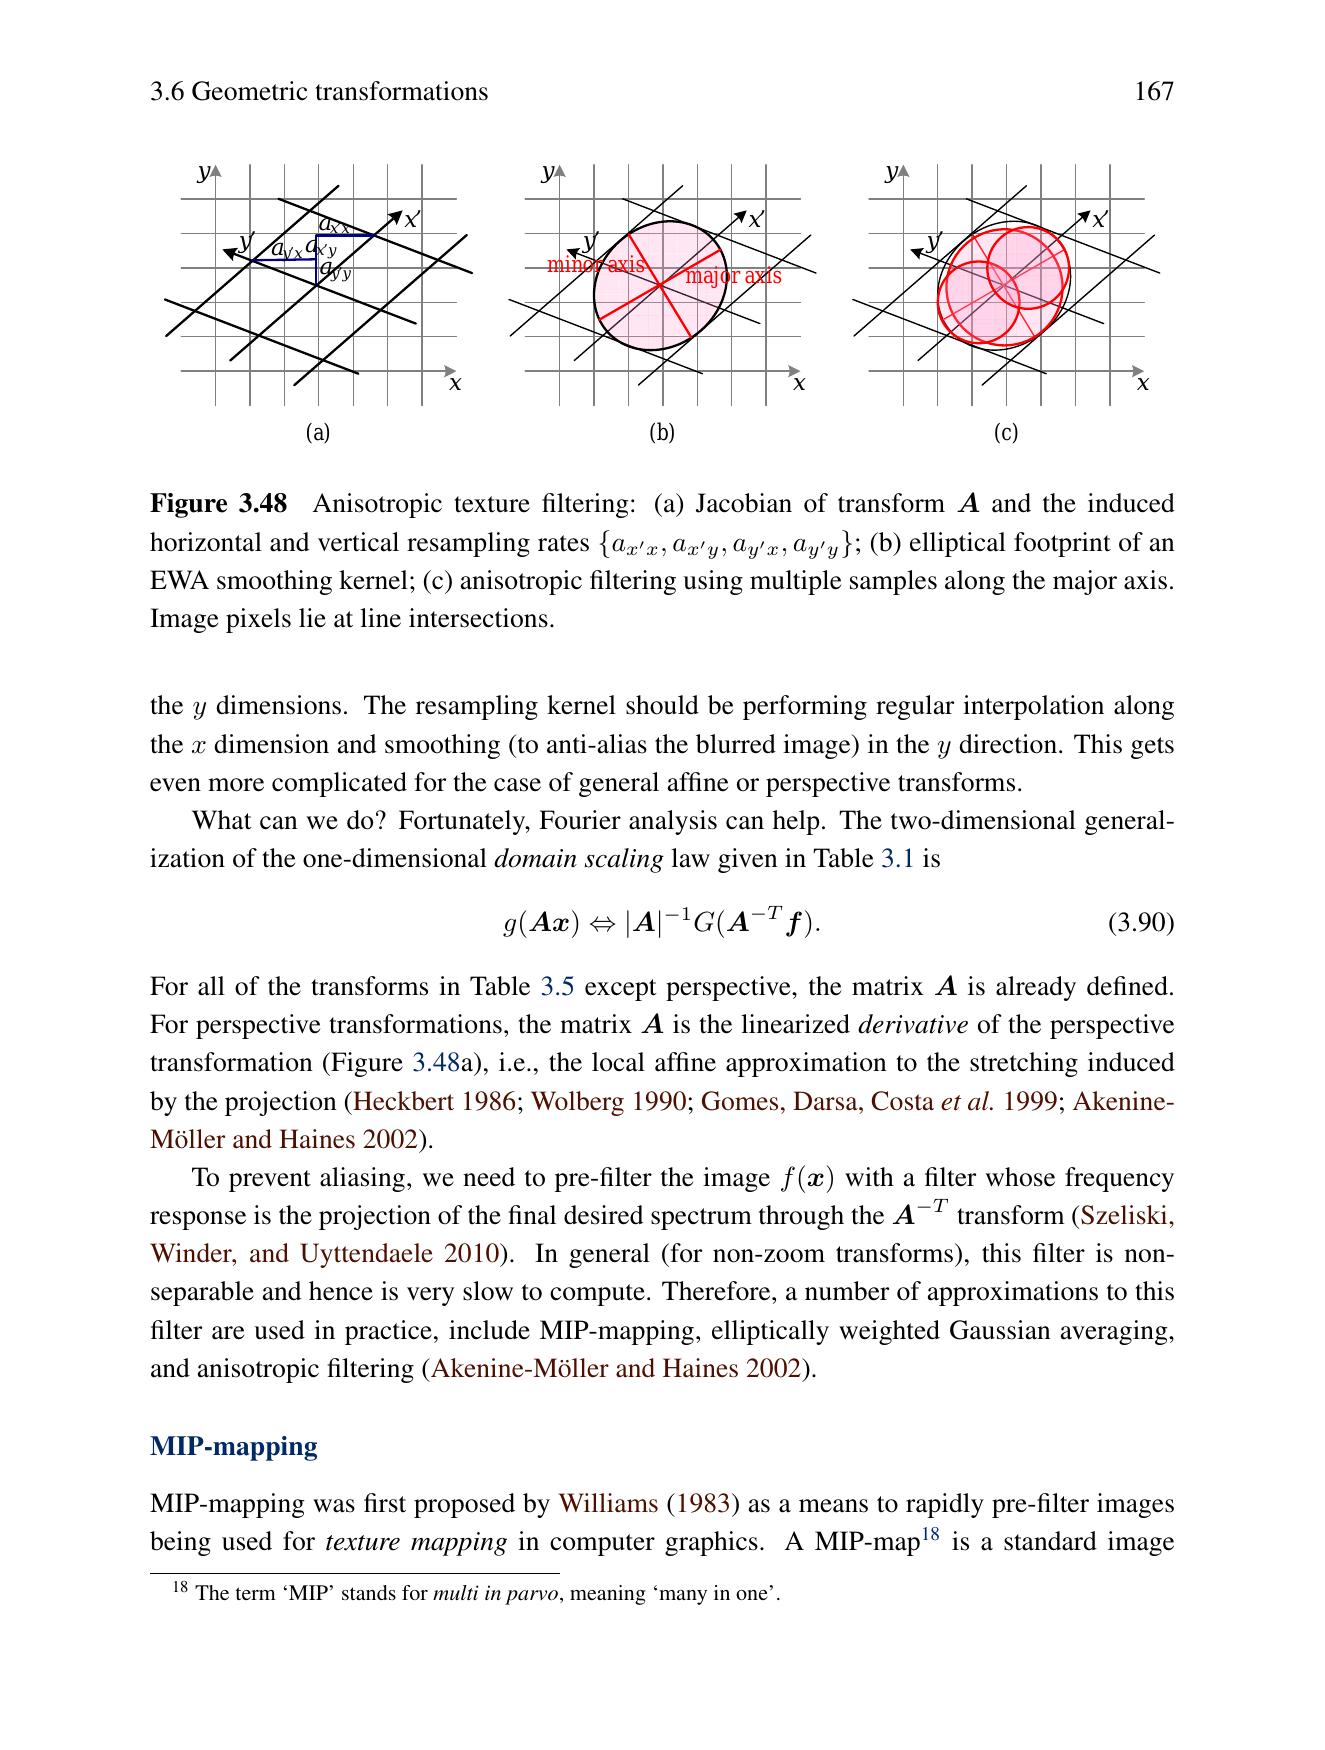 3.6 Geometric transformations 167
y y y
x' x' x'
a_{x'x}
y' a_{y'x} a_{x'y} y' y'
minor axis
a_{y'y} major axis
x x x
(a) (b) (c)
Figure 3.48 Anisotropic texture filtering: (a) Jacobian of transform A and the induced
horizontal and vertical resampling rates {a_{x'x}, a_{x'y}, a_{y'x}, a_{y'y}}; (b) elliptical footprint of an
EWA smoothing kernel; (c) anisotropic filtering using multiple samples along the major axis.
Image pixels lie at line intersections.
the y dimensions. The resampling kernel should be performing regular interpolation along
the x dimension and smoothing (to anti-alias the blurred image) in the y direction. This gets
even more complicated for the case of general affine or perspective transforms.
What can we do? Fortunately, Fourier analysis can help. The two-dimensional general-
ization of the one-dimensional domain scaling law given in Table 3.1 is
g(Ax) ⇔ |A|^{-1}G(A^{-T}f). (3.90)
For all of the transforms in Table 3.5 except perspective, the matrix A is already defined.
For perspective transformations, the matrix A is the linearized derivative of the perspective
transformation (Figure 3.48a), i.e., the local affine approximation to the stretching induced
by the projection (Heckbert 1986; Wolberg 1990; Gomes, Darsa, Costa et al. 1999; Akenine-
Möller and Haines 2002).
To prevent aliasing, we need to pre-filter the image f(x) with a filter whose frequency
response is the projection of the final desired spectrum through the A^{-T} transform (Szeliski,
Winder, and Uyttendaele 2010). In general (for non-zoom transforms), this filter is non-
separable and hence is very slow to compute. Therefore, a number of approximations to this
filter are used in practice, include MIP-mapping, elliptically weighted Gaussian averaging,
and anisotropic filtering (Akenine-Möller and Haines 2002).
MIP-mapping
MIP-mapping was first proposed by Williams (1983) as a means to rapidly pre-filter images
being used for texture mapping in computer graphics. A MIP-map^{18} is a standard image
18 The term ‘MIP’ stands for multi in parvo, meaning ‘many in one’.